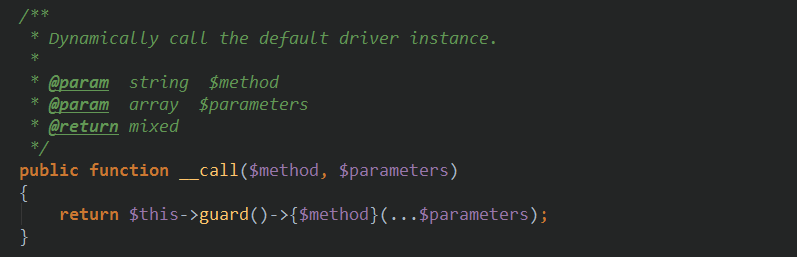 /**
 * Dynamically call the default driver instance.
 *
 * @param  string  $method
 * @param  array  $parameters
 * @return mixed
 */
public function __call($method, $parameters)
{
    return $this->guard()->{$method}(...$parameters);
}